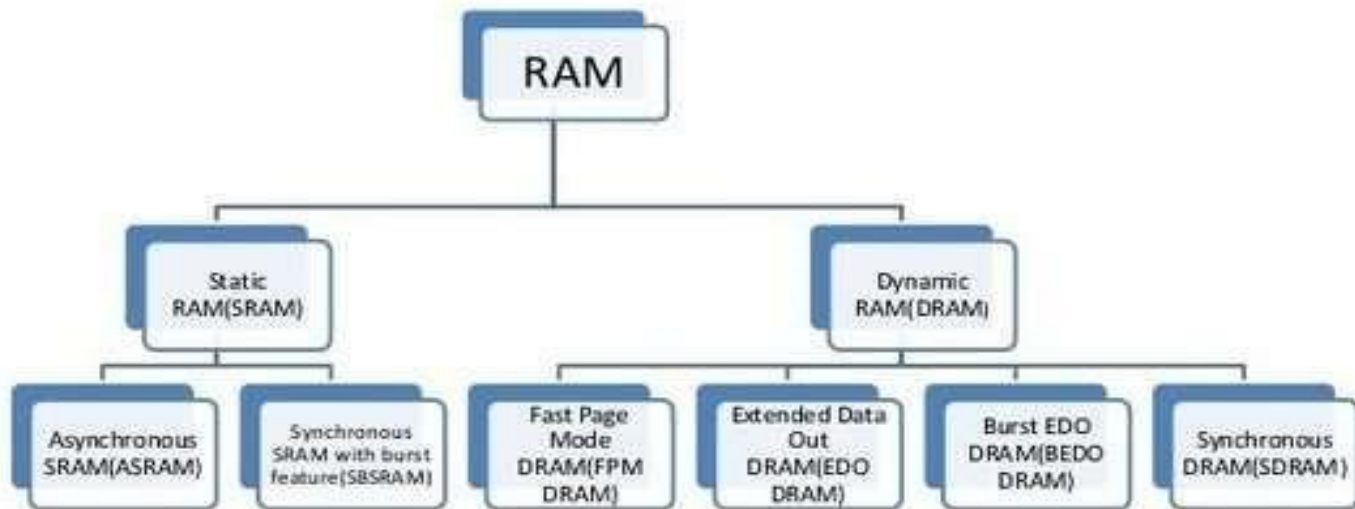 RAM
Static
RAM(SRAM)
Dynamic
RAM(DRAM)
Asynchronous
SRAM(ASRAM)
Synchronous
SRAM with burst
feature(SBSRAM)
Fast Page
Mode
DRAM(FPM
DRAM)
Extended Data
Out
DRAM(EDO
DRAM)
Burst EDO
DRAM(BEDO
DRAM)
Synchronous
DRAM(SDRAM)